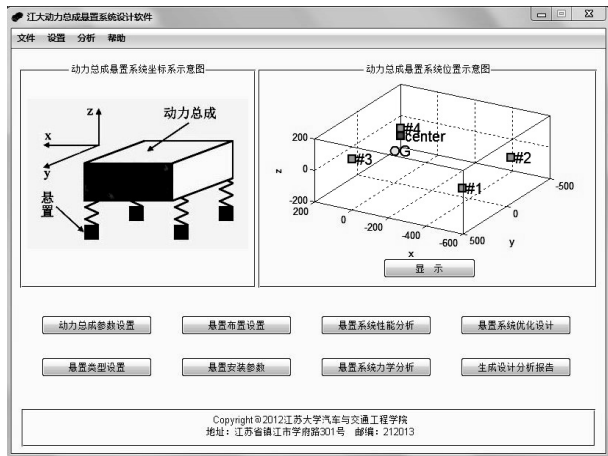 江大动力总成悬置系统设计软件
文件 设置 分析 帮助
动力总成悬置系统坐标系示意图
z
动力总成
x
y
悬置
动力总成悬置系统位置示意图
200
0
-200
z
200
0
-200
-400
-600
x
500
0
-500
y
#4
center
G
#3
#2
#1
显 示
动力总成参数设置 悬置布置设置 悬置系统性能分析 悬置系统优化设计
悬置类型设置 悬置安装参数 悬置系统力学分析 生成设计分析报告
Copyright©2012江苏大学汽车与交通工程学院
地址：江苏省镇江市学府路301号 邮编：212013